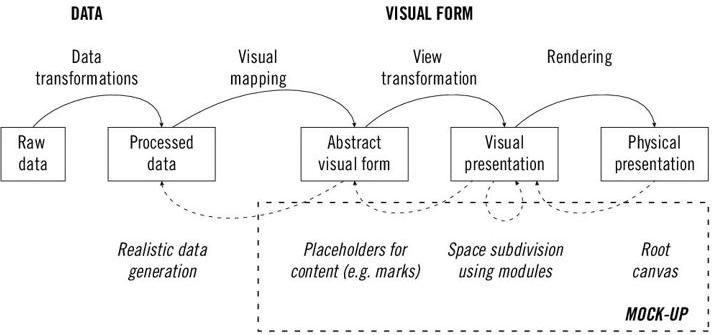 DATA
VISUAL FORM
Data
transformations
Visual
mapping
View
transformation
Rendering
Raw
data
Processed
data
Abstract
visual form
Visual
presentation
Physical
presentation
Realistic data
generation
Placeholders for
content (e.g. marks)
Space subdivision
using modules
Root
canvas
MOCK-UP